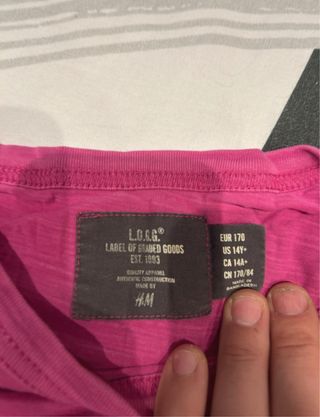 L.O.G.G.®
LABEL OF GRADED GOODS
EST. 1993
QUALITY APPAREL
AUTHENTIC CONSTRUCTION
MADE BY
H&M
EUR 170
US 14Y+
CA 14A+
CN 170/84
MADE IN
BANGLADESH